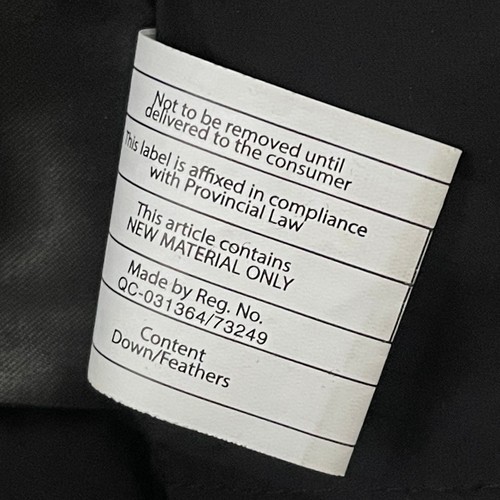 Not to be removed until
delivered to the consumer
This label is affixed in compliance
with Provincial Law
This article contains
NEW MATERIAL ONLY
Made by Reg. No.
QC-031364/73249
Content
Down/Feathers